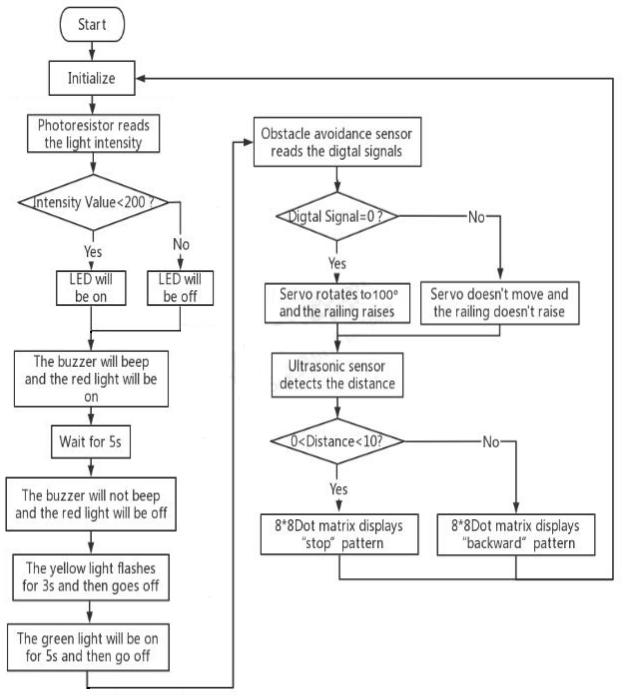 Start
Initialize
Photoresistor reads
the light intensity
Intensity Value<200 ?
Yes
No
LED will
be on
LED will
be off
The buzzer will beep
and the red light will be
on
Wait for 5s
The buzzer will not beep
and the red light will be off
The yellow light flashes
for 3s and then goes off
The green light will be on
for 5s and then go off
Obstacle avoidance sensor
reads the digtal signals
Digtal Signal=0 ?
No
Yes
Servo rotates to100°
and the railing raises
Servo doesn't move and
the railing doesn't raise
Ultrasonic sensor
detects the distance
0<Distance<10?
No
Yes
8*8Dot matrix displays
"stop" pattern
8*8Dot matrix displays
"backward" pattern